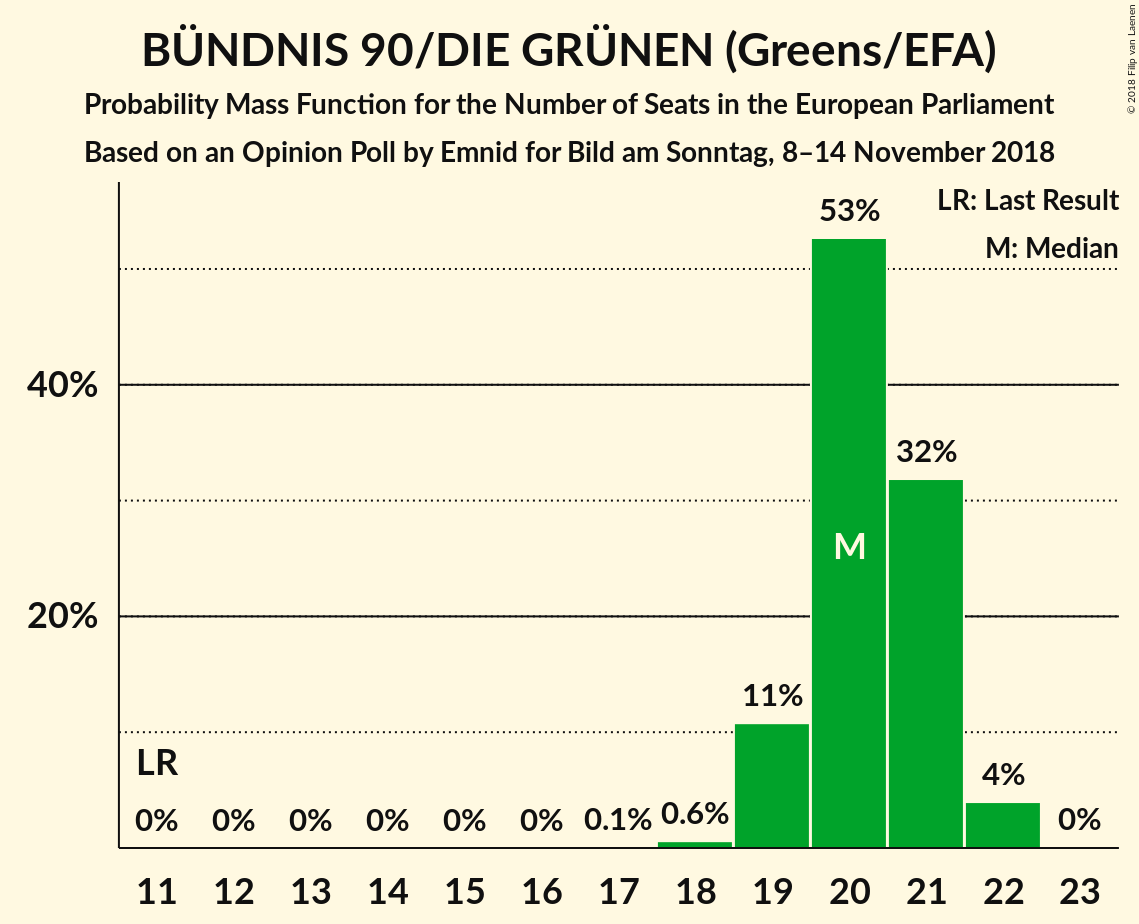 BÜNDNIS 90/DIE GRÜNEN (Greens/EFA)
Probability Mass Function for the Number of Seats in the European Parliament
Based on an Opinion Poll by Emnid for Bild am Sonntag, 8–14 November 2018
© 2018 Filip van Laenen
LR: Last Result
M: Median
53%
40%
32%
M
20%
11%
LR
4%
0% 0% 0% 0% 0% 0% 0.1% 0.6% 0%
11 12 13 14 15 16 17 18 19 20 21 22 23